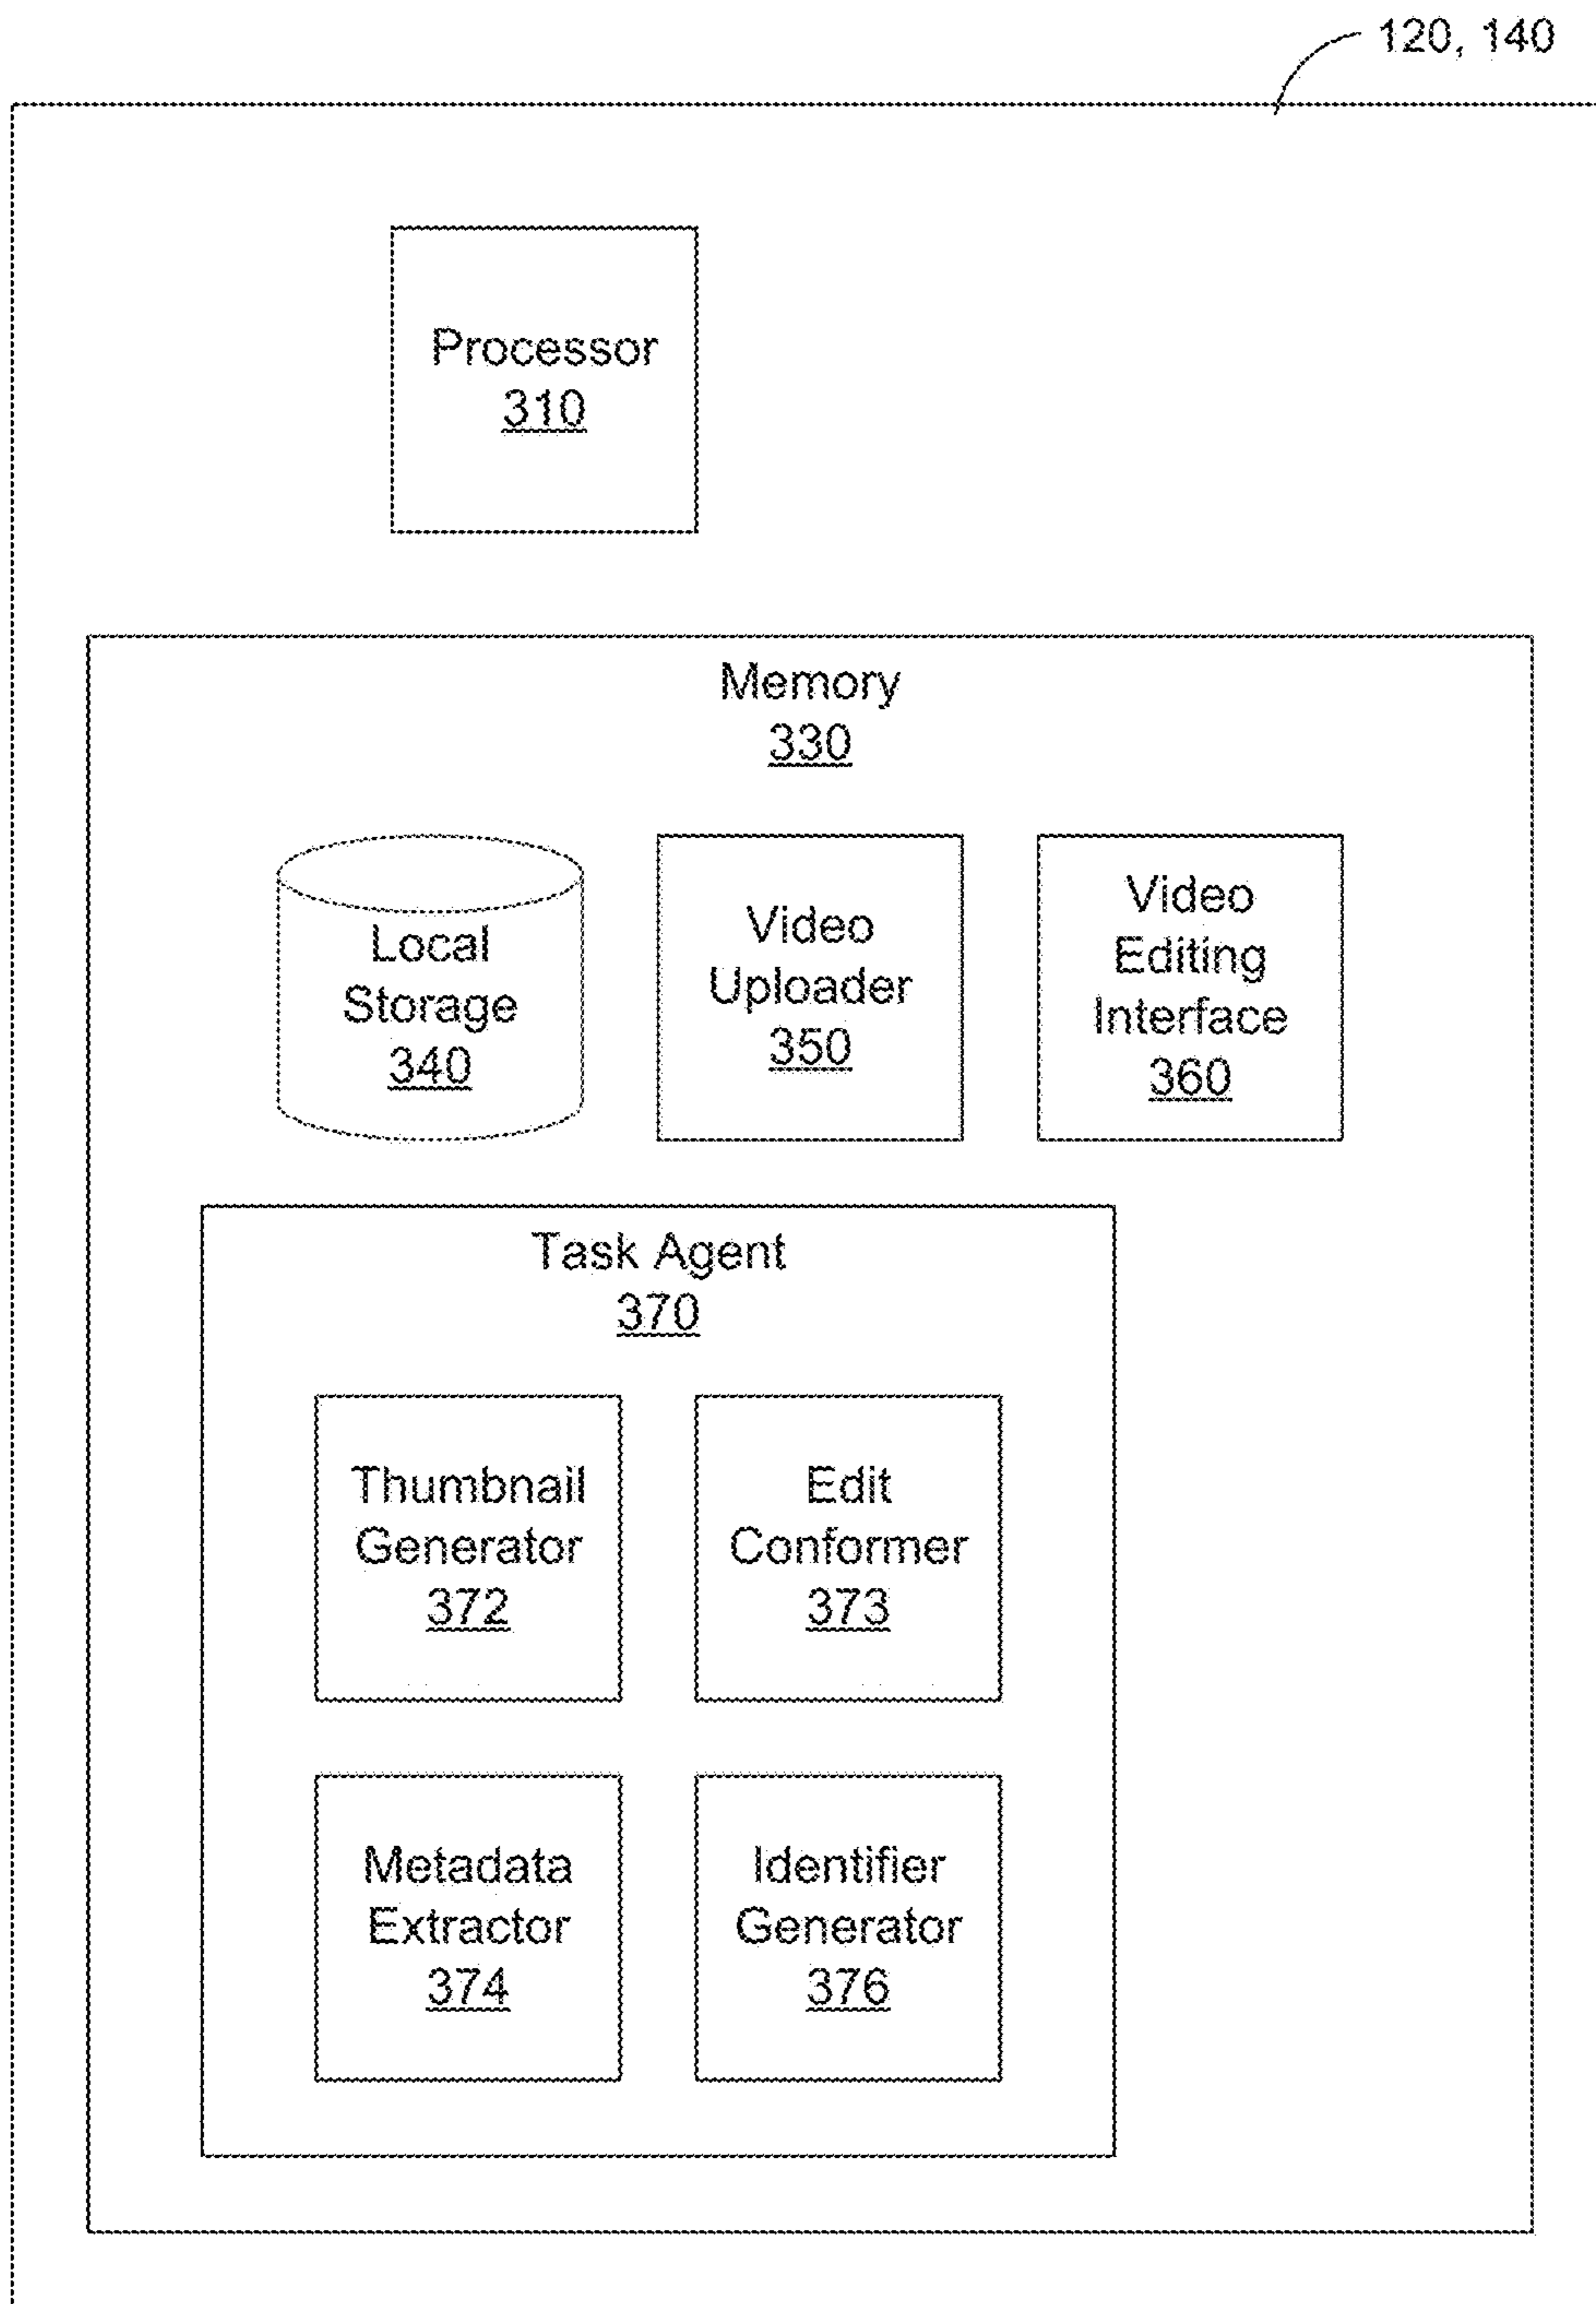 120, 140
Processor
310
Memory
330
Local
Storage
340
Video
Uploader
350
Video
Editing
Interface
360
Task Agent
370
Thumbnail
Generator
372
Edit
Conformer
373
Metadata
Extractor
374
Identifier
Generator
376